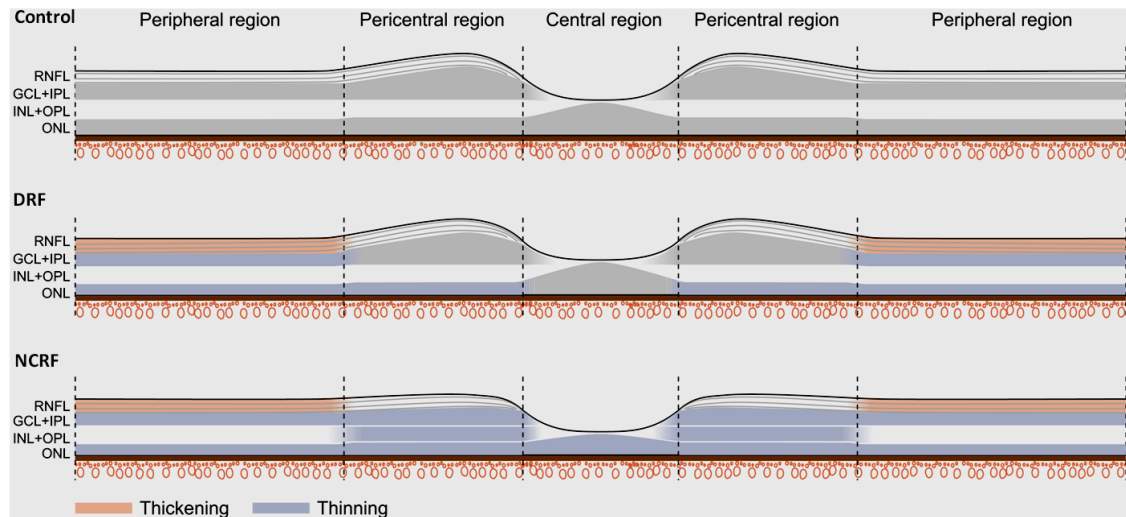 Control
Peripheral region Pericentral region Central region Pericentral region Peripheral region
RNFL
GCL+IPL
INL+OPL
ONL
DRF
RNFL
GCL+IPL
INL+OPL
ONL
NCRF
RNFL
GCL+IPL
INL+OPL
ONL
Thickening Thinning